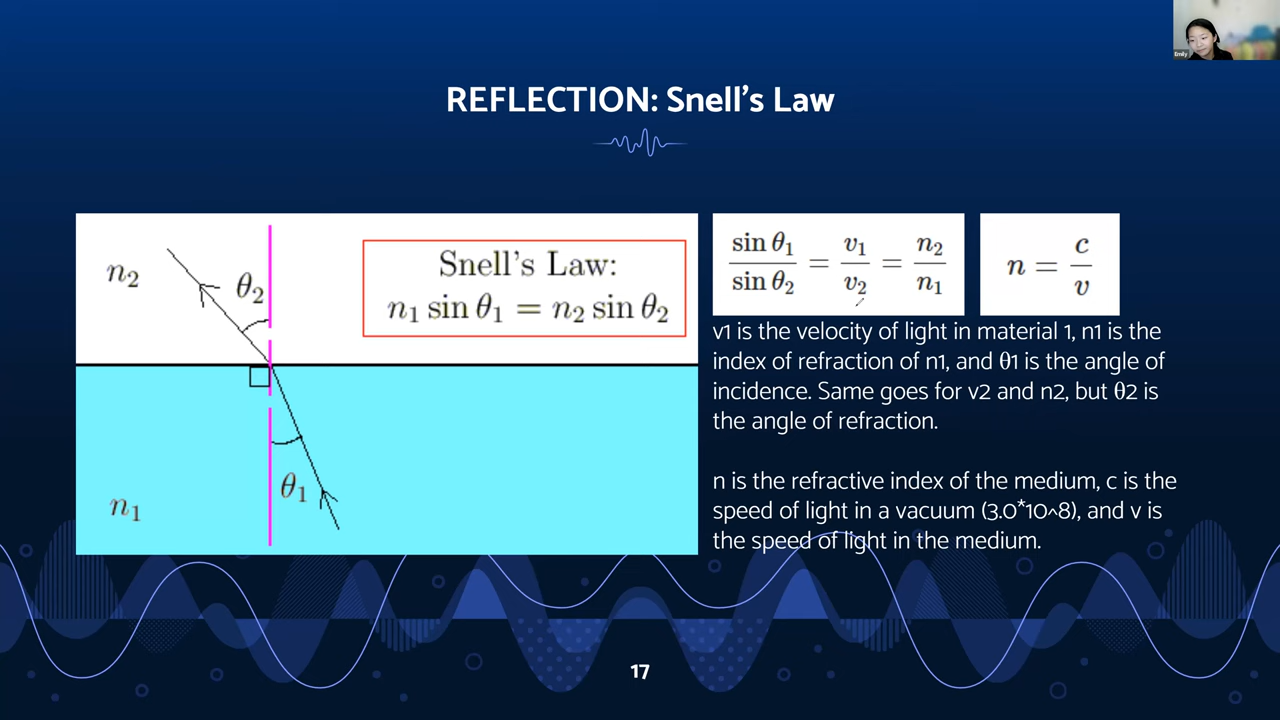 Emily
REFLECTION: Snell's Law
n₂
θ₂
Snell's Law:
n₁ sin θ₁ = n₂ sin θ₂
θ₁
n₁
sin θ₁ / sin θ₂ = v₁ / v₂ = n₂ / n₁
n = c / v
v1 is the velocity of light in material 1, n1 is the
index of refraction of n1, and θ1 is the angle of
incidence. Same goes for v2 and n2, but θ2 is
the angle of refraction.
n is the refractive index of the medium, c is the
speed of light in a vacuum (3.0*10^8), and v is
the speed of light in the medium.
17